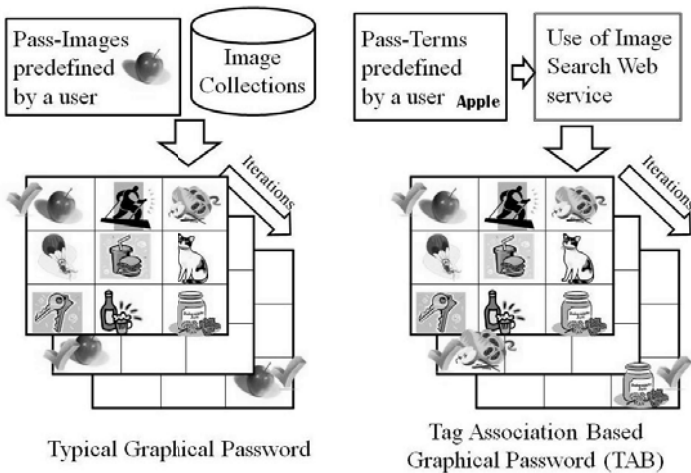 Pass-Images
predefined
by a user
Image
Collections
Iterations
Typical Graphical Password
Pass-Terms
predefined
by a user Apple
Use of Image
Search Web
service
Iterations
Tag Association Based
Graphical Password (TAB)